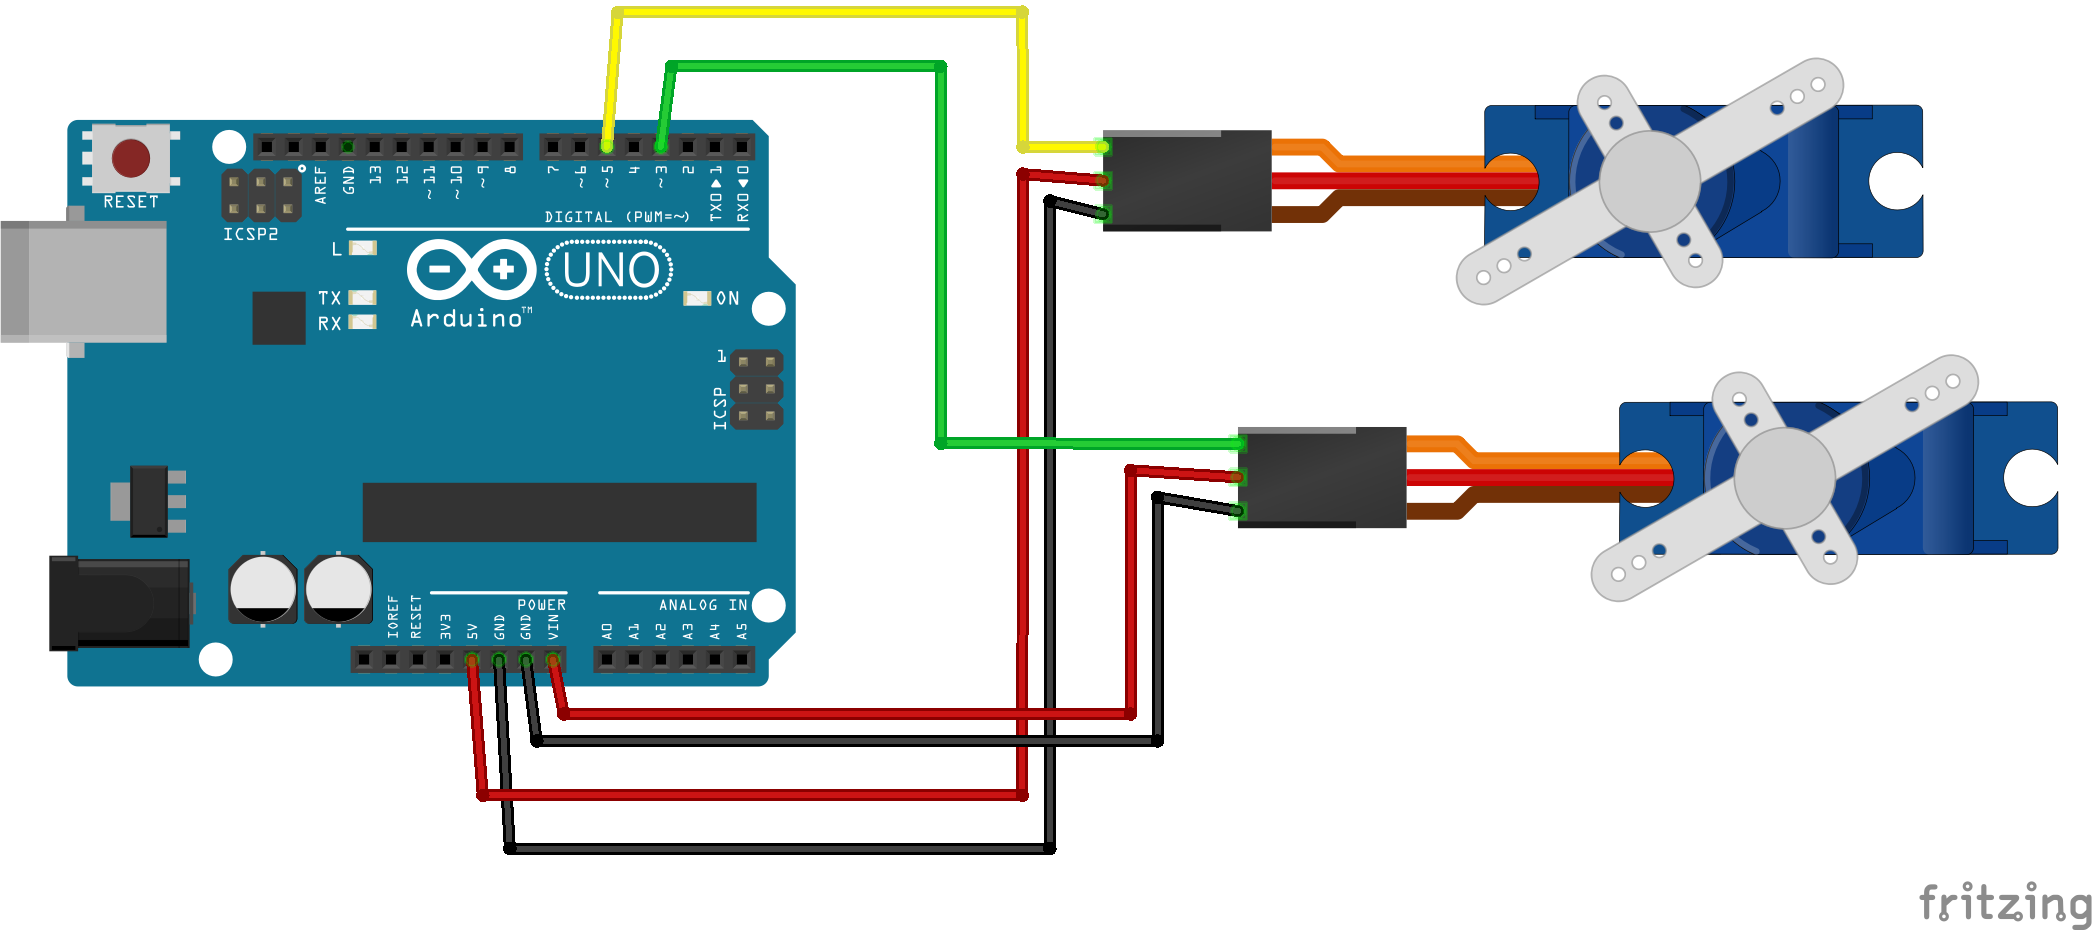 RESET
ICSP2
AREF
GND
13
12
~11
~10
~9
8
7
~6
~5
4
~3
2
TX0▶1
RX0◀0
DIGITAL (PWM=~)
L
TX
RX
UNO
Arduino™
ON
1
ICSP
IOREF
RESET
3V3
5V
GND
GND
VIN
POWER
ANALOG IN
A0
A1
A2
A3
A4
A5
fritzing